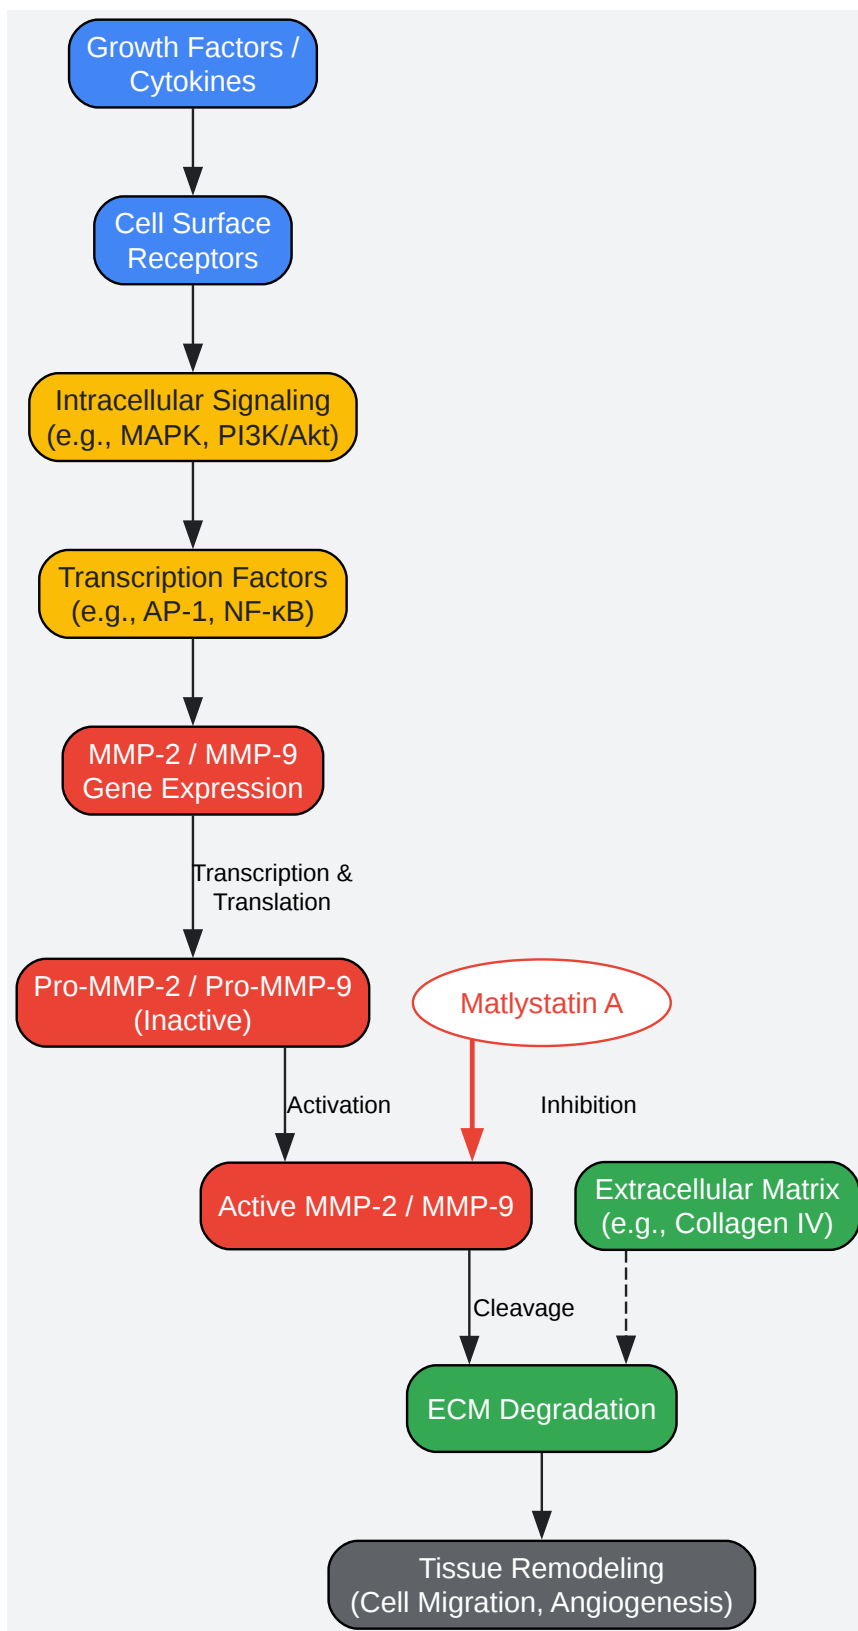 Growth Factors /
Cytokines
Cell Surface
Receptors
Intracellular Signaling
(e.g., MAPK, PI3K/Akt)
Transcription Factors
(e.g., AP-1, NF-κB)
MMP-2 / MMP-9
Gene Expression
Transcription &
Translation
Pro-MMP-2 / Pro-MMP-9
(Inactive)
Matlystatin A
Activation
Inhibition
Active MMP-2 / MMP-9
Extracellular Matrix
(e.g., Collagen IV)
Cleavage
ECM Degradation
Tissue Remodeling
(Cell Migration, Angiogenesis)